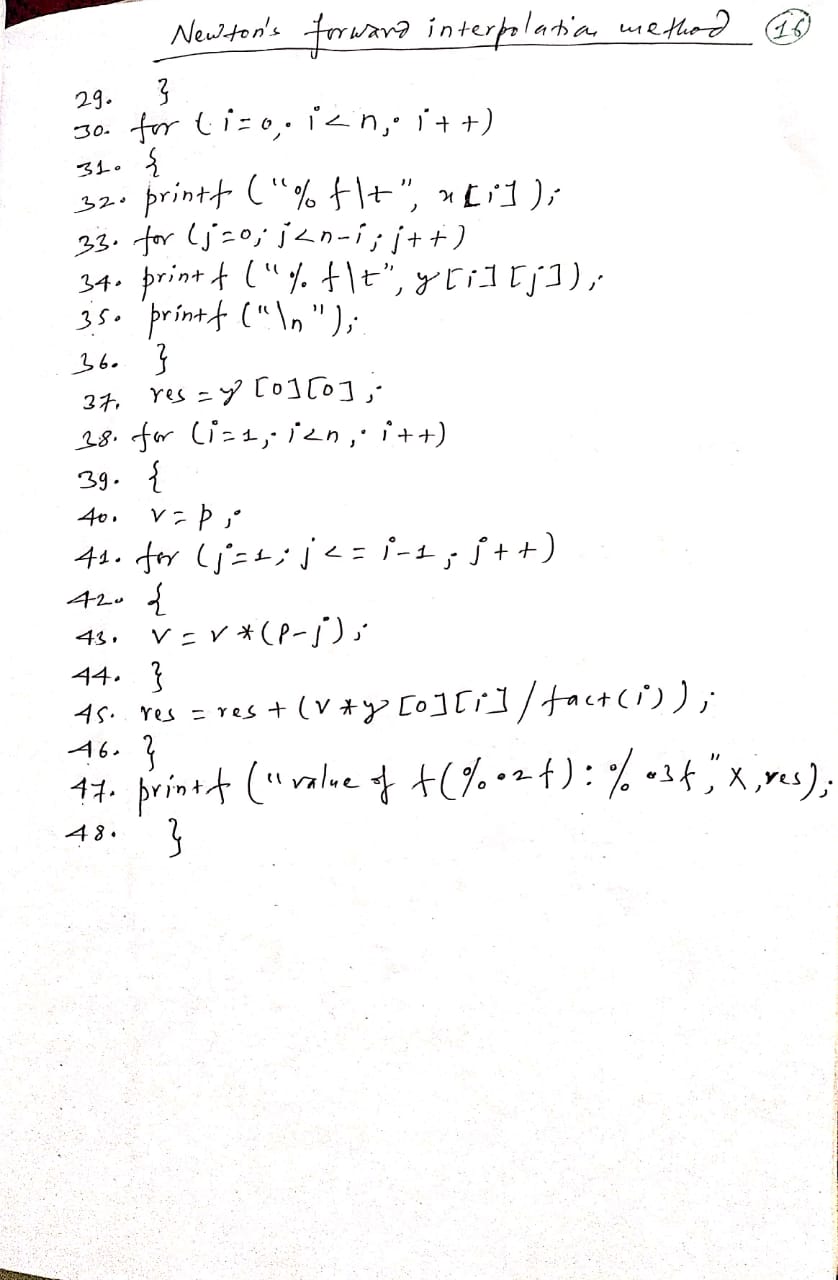 Newton's forward interpolation method 16
29. }
30. for (i=0; i<n; i++)
31. {
32. printf ("%f\t", x[i]);
33. for (j=0; j<n-i; j++)
34. printf ("%f\t", y[i][j]);
35. printf ("\n");
36. }
37. res = y[0][0];
38. for (i=1; i<n; i++)
39. {
40. v=p;
41. for (j=1; j<=i-1; j++)
42. {
43. v=v*(p-j);
44. }
45. res = res + (v*y[0][i]/fact(i));
46. }
47. printf ("value of f(%.2f): %.3f", X, res);
48. }